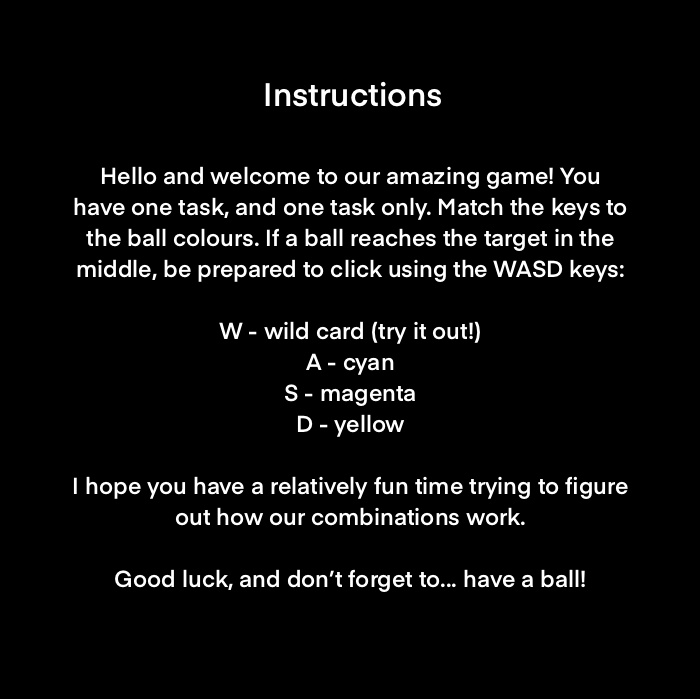 Instructions
Hello and welcome to our amazing game! You
have one task, and one task only. Match the keys to
the ball colours. If a ball reaches the target in the
middle, be prepared to click using the WASD keys:
W - wild card (try it out!)
A - cyan
S - magenta
D - yellow
I hope you have a relatively fun time trying to figure
out how our combinations work.
Good luck, and don’t forget to... have a ball!